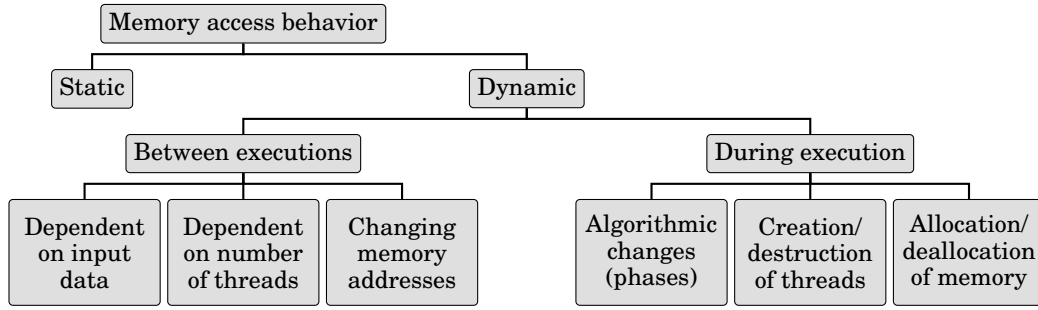 Memory access behavior
Static
Dynamic
Between executions
During execution
Dependent
on input
data
Dependent
on number
of threads
Changing
memory
addresses
Algorithmic
changes
(phases)
Creation/
destruction
of threads
Allocation/
deallocation
of memory